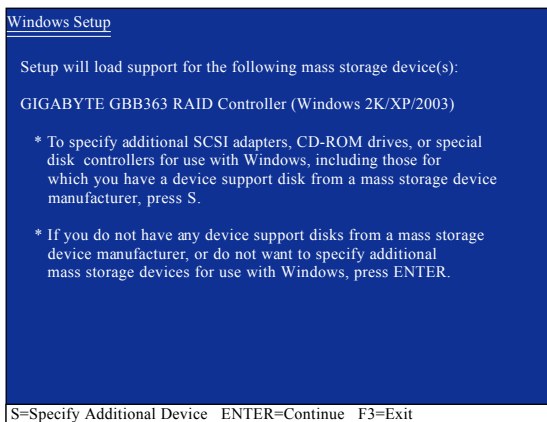 Windows Setup
Setup will load support for the following mass storage device(s):
GIGABYTE GBB363 RAID Controller (Windows 2K/XP/2003)
* To specify additional SCSI adapters, CD-ROM drives, or special
disk controllers for use with Windows, including those for
which you have a device support disk from a mass storage device
manufacturer, press S.
* If you do not have any device support disks from a mass storage
device manufacturer, or do not want to specify additional
mass storage devices for use with Windows, press ENTER.
S=Specify Additional Device ENTER=Continue F3=Exit